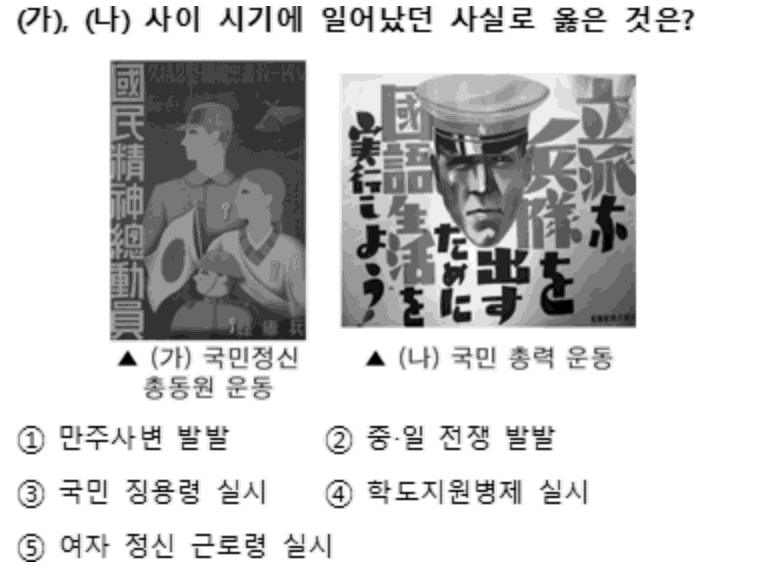 (가), (나) 사이 시기에 일어났던 사실로 옳은 것은?
國民精神總動員
立派な
兵隊を
出す
ために
國語生活を
実行しよう
▲ (가) 국민정신
총동원 운동
▲ (나) 국민 총력 운동
① 만주사변 발발
② 중·일 전쟁 발발
③ 국민 징용령 실시
④ 학도지원병제 실시
⑤ 여자 정신 근로령 실시